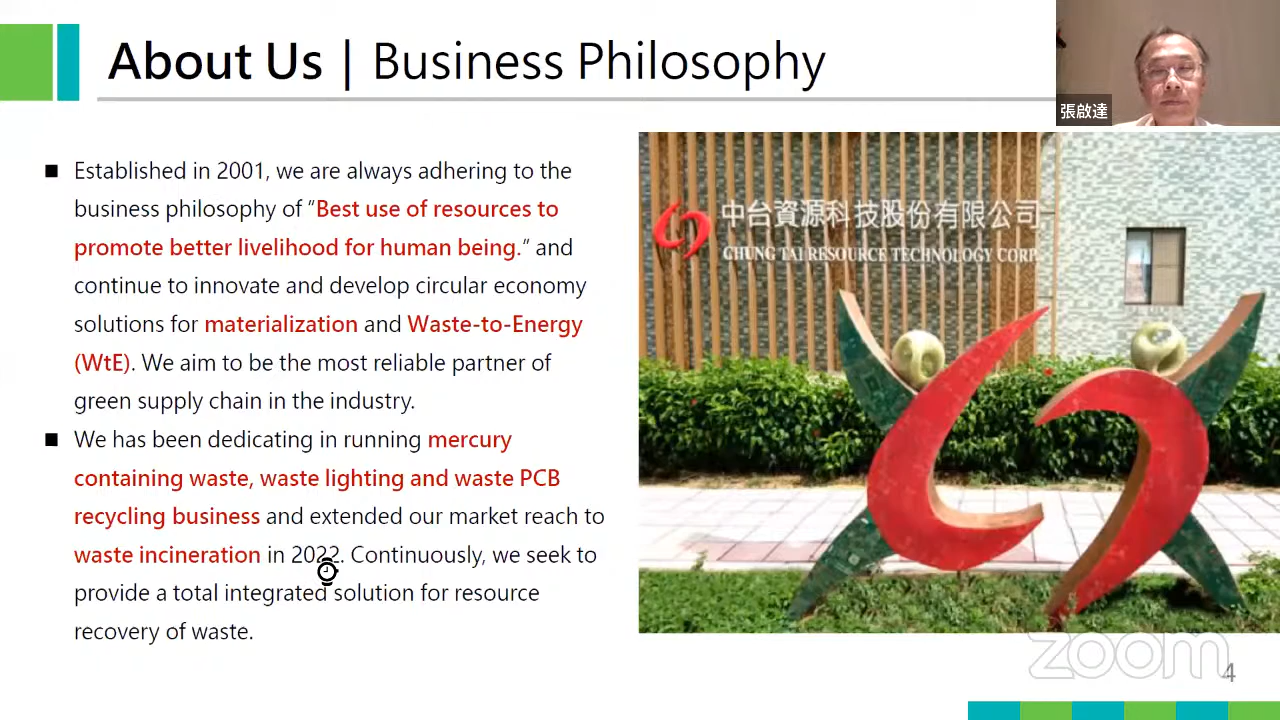 About Us | Business Philosophy
張啟達
■ Established in 2001, we are always adhering to the
business philosophy of “Best use of resources to
promote better livelihood for human being.” and
continue to innovate and develop circular economy
solutions for materialization and Waste-to-Energy
(WtE). We aim to be the most reliable partner of
green supply chain in the industry.
■ We has been dedicating in running mercury
containing waste, waste lighting and waste PCB
recycling business and extended our market reach to
waste incineration in 2022. Continuously, we seek to
provide a total integrated solution for resource
recovery of waste.
中台資源科技股份有限公司
CHUNG TAI RESOURCE TECHNOLOGY CORP.
zoom
4